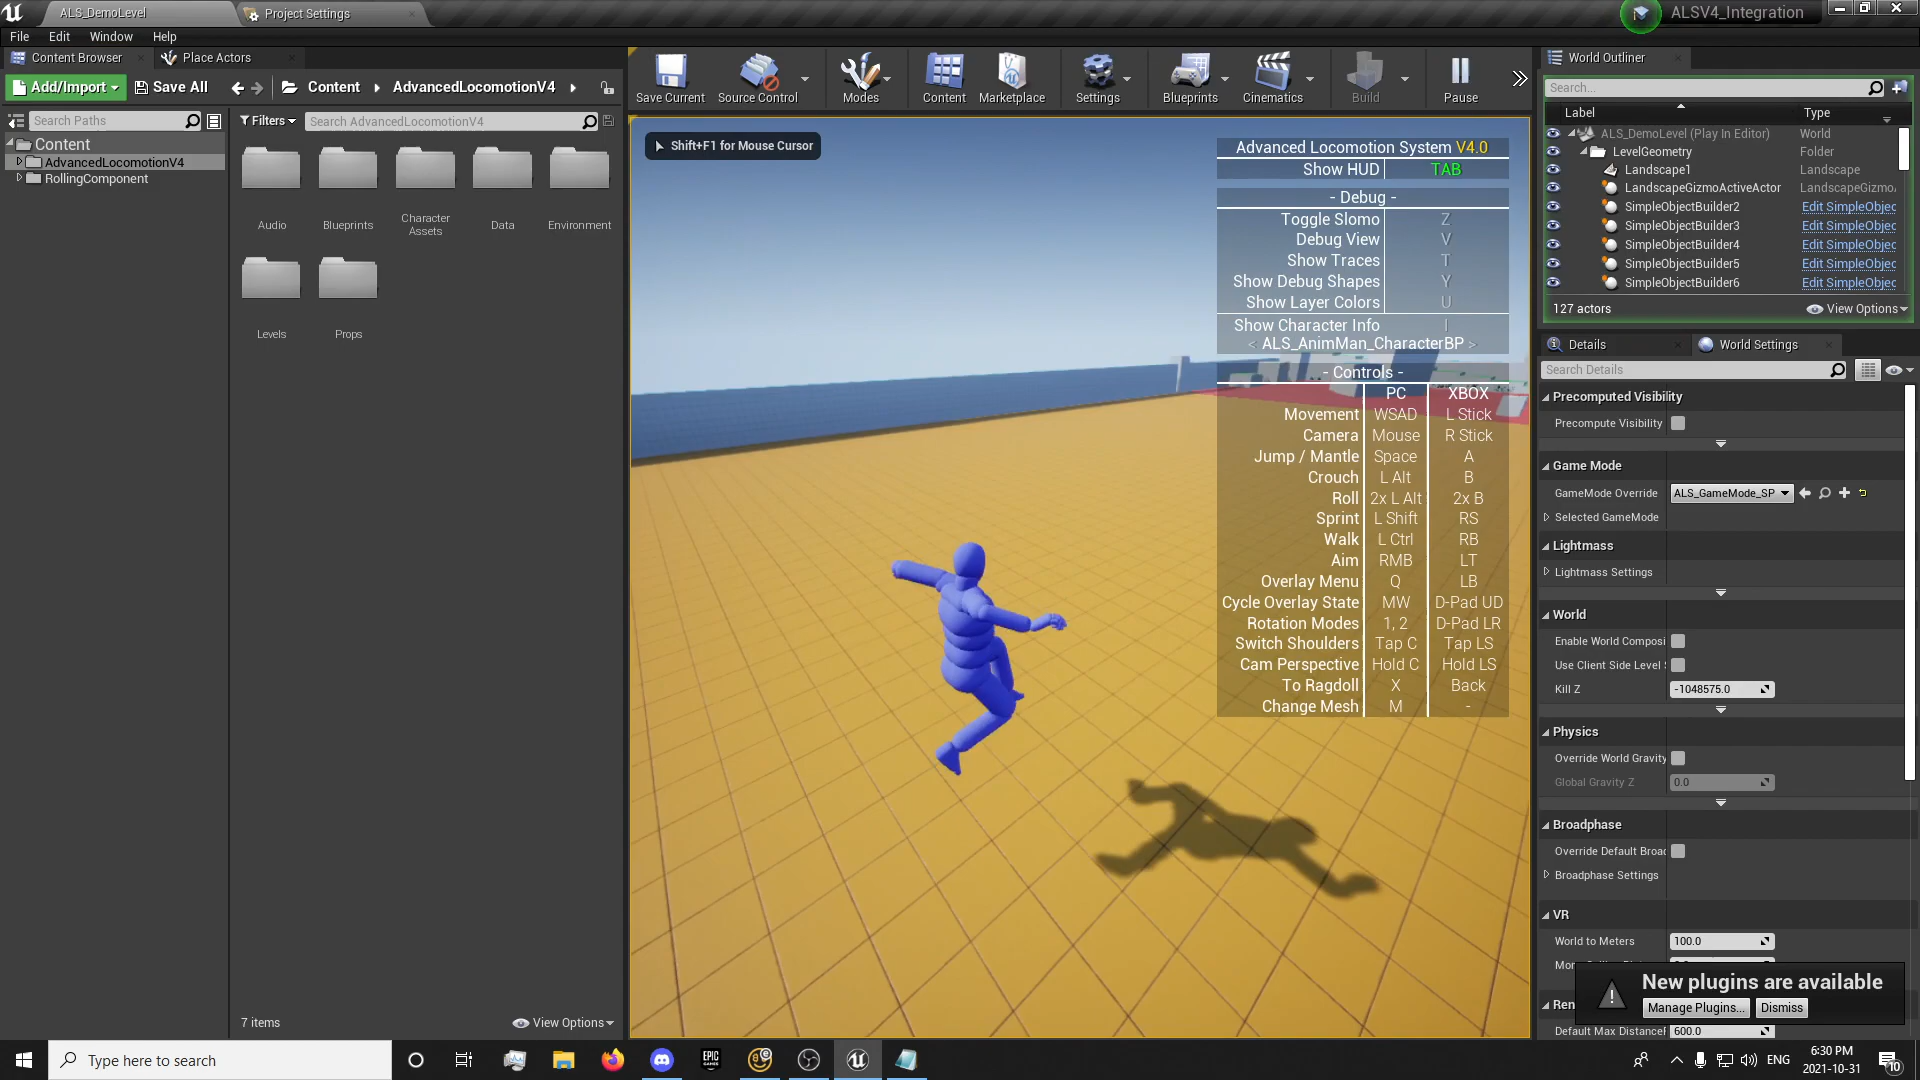 ALS_DemoLevel
Project Settings
ALSV4_Integration
File Edit Window Help
Content Browser
Place Actors
Add/Import
Save All
Content
AdvancedLocomotionV4
Search Paths
Filters
Search AdvancedLocomotionV4
Content
AdvancedLocomotionV4
RollingComponent
Audio
Blueprints
Character Assets
Data
Environment
Levels
Props
7 items
View Options
Save Current
Source Control
Modes
Content
Marketplace
Settings
Blueprints
Cinematics
Build
Pause
Shift+F1 for Mouse Cursor
Advanced Locomotion System V4.0
Show HUD TAB
- Debug -
Toggle Slomo Z
Debug View V
Show Traces T
Show Debug Shapes Y
Show Layer Colors U
Show Character Info I
< ALS_AnimMan_CharacterBP >
- Controls -
PC XBOX
Movement WSAD L Stick
Camera Mouse R Stick
Jump / Mantle Space A
Crouch L Alt B
Roll 2x L Alt 2x B
Sprint L Shift RS
Walk L Ctrl RB
Aim RMB LT
Overlay Menu Q LB
Cycle Overlay State MW D-Pad UD
Rotation Modes 1, 2 D-Pad LR
Switch Shoulders Tap C Tap LS
Cam Perspective Hold C Hold LS
To Ragdoll X Back
Change Mesh M -
World Outliner
Search...
Label Type
ALS_DemoLevel (Play In Editor) World
LevelGeometry Folder
Landscape1 Landscape
LandscapeGizmoActiveActor LandscapeGizmo
SimpleObjectBuilder2 Edit SimpleObjec
SimpleObjectBuilder3 Edit SimpleObjec
SimpleObjectBuilder4 Edit SimpleObjec
SimpleObjectBuilder5 Edit SimpleObjec
SimpleObjectBuilder6 Edit SimpleObjec
127 actors
View Options
Details
World Settings
Search Details
Precomputed Visibility
Precompute Visibility
Game Mode
GameMode Override ALS_GameMode_SP
Selected GameMode
Lightmass
Lightmass Settings
World
Enable World Composi
Use Client Side Level
Kill Z -1048575.0
Physics
Override World Gravity
Global Gravity Z 0.0
Broadphase
Override Default Broad
Broadphase Settings
VR
World to Meters 100.0
New plugins are available
Manage Plugins... Dismiss
Ren
Default Max DistanceF 600.0
Type here to search
EPIC GAMES
ENG
6:30 PM
2021-10-31
10